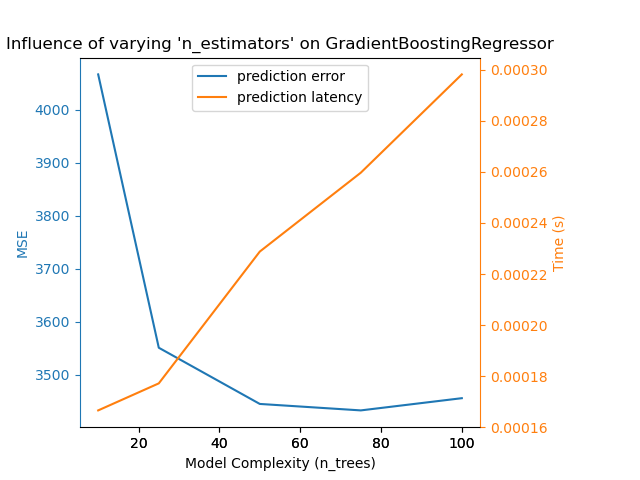 Influence of varying 'n_estimators' on GradientBoostingRegressor
prediction error
prediction latency
4000
3900
3800
3700
3600
3500
MSE
0.00030
0.00028
0.00026
0.00024
0.00022
0.00020
0.00018
0.00016
Time (s)
20 40 60 80 100
Model Complexity (n_trees)